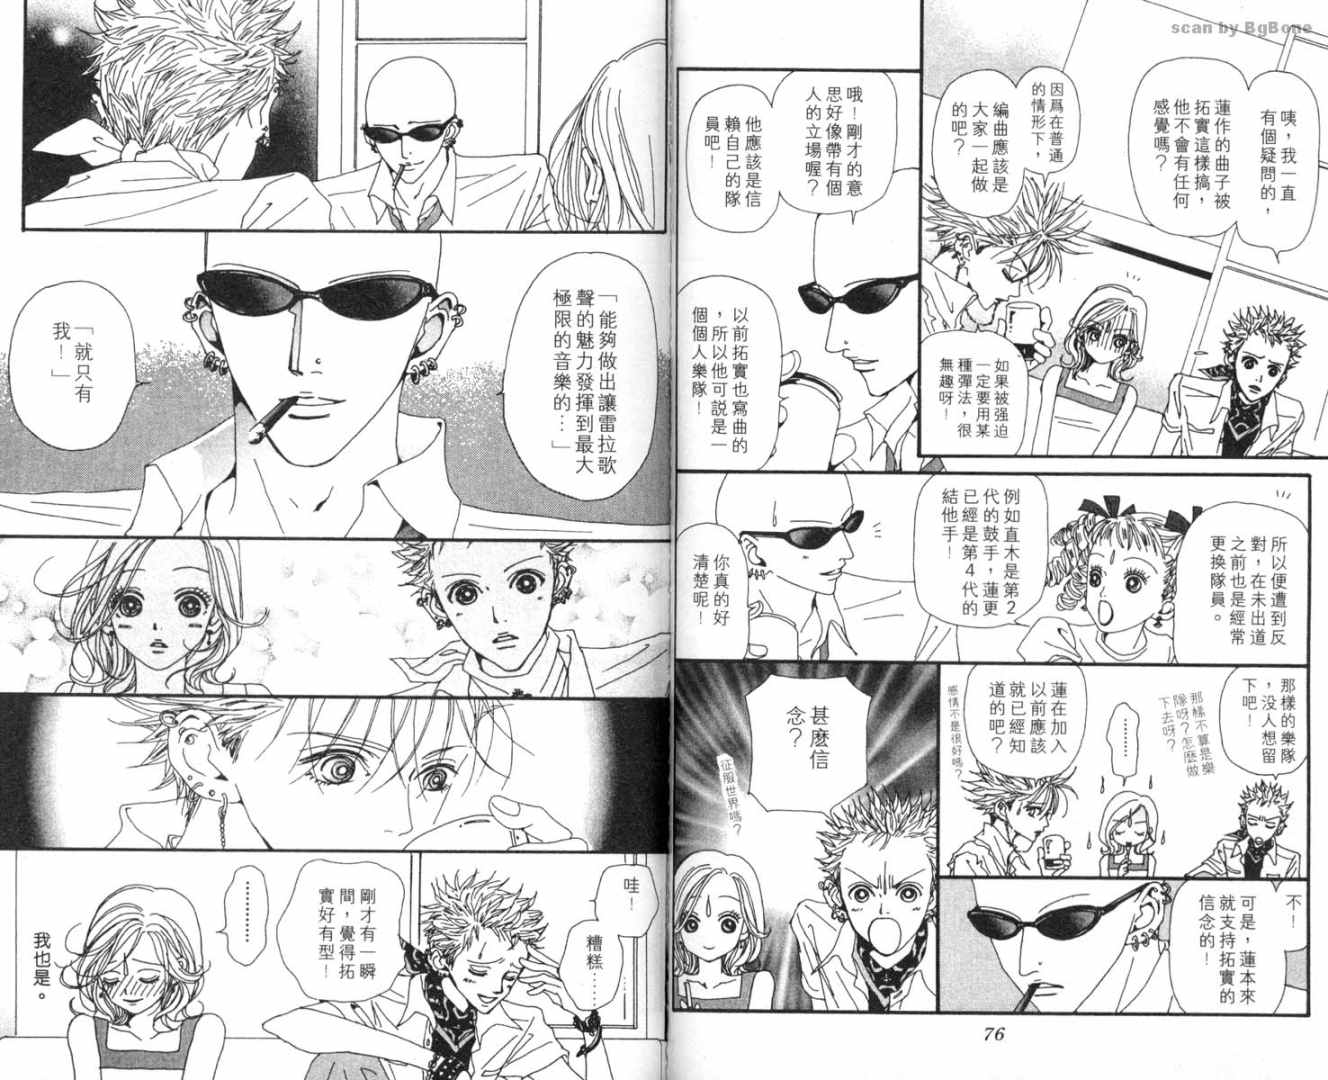 scan by BgBone
咦，我一直
有個疑問的，
蓮作的曲子被
拓實這樣搞，
他不會有任何
感覺嗎？
因爲在普通
的情形下，
編曲應該是
大家一起做
的吧？
如果被强迫
一定要用某
種彈法，很
無趣呀！
哦！剛才的意
思好像帶有個
人的立場喔？
他應該是信
賴自己的隊
員吧！
以前拓實也寫曲的
，所以他可説是一
個個人樂隊！
所以便遭到反
對，在未出道
之前也是經常
更換隊員。
例如直木是第2
代的鼓手，蓮更
已經是第4代的
結他手！
你真的好
清楚呢！
那樣的樂隊
，没人想留
下吧！
那樣不算是樂
隊呀？怎麼做
下去呀？
………
蓮在加入
以前應該
就已經知
道的吧？
感情不是很好嗎？
甚麼信
念？
征服世界嗎？
不！
可是，蓮本來
就支持拓實的
信念的！
76
「能夠做出讓雷拉歌
聲的魅力發揮到最大
極限的音樂的…」
「就只有
我！」
哇！
糟糕……
剛才有一瞬
間，覺得拓
實好有型！
………
我也是。